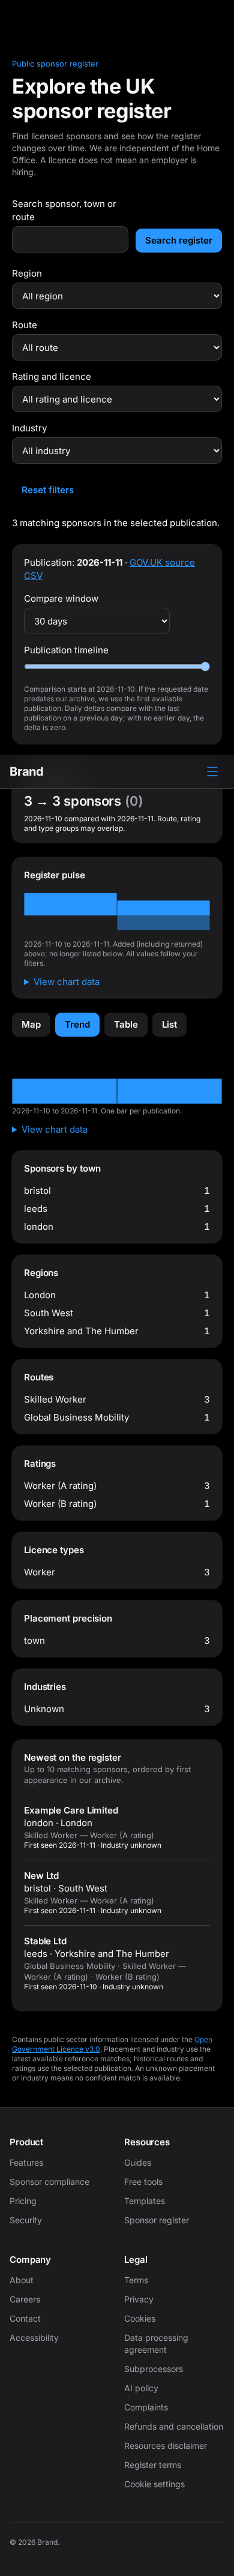 Public sponsor register
Explore the UK
sponsor register
Find licensed sponsors and see how the register
changed over time. We are independent of the Home
Office. A licence does not mean an employer is
hiring.
Search sponsor, town or
route
Search register
Region
All region
Route
All route
Rating and licence
All rating and licence
Industry
All industry
Reset filters
3 matching sponsors in the selected publication.
Publication: 2026-11-11 · GOV.UK source
CSV
Compare window
30 days
Publication timeline
Comparison starts at 2026-11-10. If the requested date
predates our archive, we use the first available
publication. Daily deltas compare with the last
publication on a previous day; with no earlier day, the
delta is zero.
Brand
3 → 3 sponsors (0)
2026-11-10 compared with 2026-11-11. Route, rating
and type groups may overlap.
Register pulse
2026-11-10 to 2026-11-11. Added (including returned)
above; no longer listed below. All values follow your
filters.
View chart data
Map
Trend
Table
List
2026-11-10 to 2026-11-11. One bar per publication.
View chart data
Sponsors by town
bristol 1
leeds 1
london 1
Regions
London 1
South West 1
Yorkshire and The Humber 1
Routes
Skilled Worker 3
Global Business Mobility 1
Ratings
Worker (A rating) 3
Worker (B rating) 1
Licence types
Worker 3
Placement precision
town 3
Industries
Unknown 3
Newest on the register
Up to 10 matching sponsors, ordered by first
appearance in our archive.
Example Care Limited
london · London
Skilled Worker — Worker (A rating)
First seen 2026-11-11 · Industry unknown
New Ltd
bristol · South West
Skilled Worker — Worker (A rating)
First seen 2026-11-11 · Industry unknown
Stable Ltd
leeds · Yorkshire and The Humber
Global Business Mobility · Skilled Worker —
Worker (A rating) · Worker (B rating)
First seen 2026-11-10 · Industry unknown
Contains public sector information licensed under the Open
Government Licence v3.0. Placement and industry use the
latest available reference matches; historical routes and
ratings use the selected publication. An unknown placement
or industry means no confident match is available.
Product
Features
Sponsor compliance
Pricing
Security
Resources
Guides
Free tools
Templates
Sponsor register
Company
About
Careers
Contact
Accessibility
Legal
Terms
Privacy
Cookies
Data processing
agreement
Subprocessors
AI policy
Complaints
Refunds and cancellation
Resources disclaimer
Register terms
Cookie settings
© 2026 Brand.